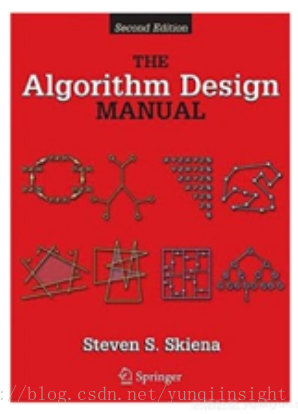 Second Edition
THE
Algorithm Design
MANUAL
Steven S. Skiena
Springer
://blog.csdn.net/yunqiinsight